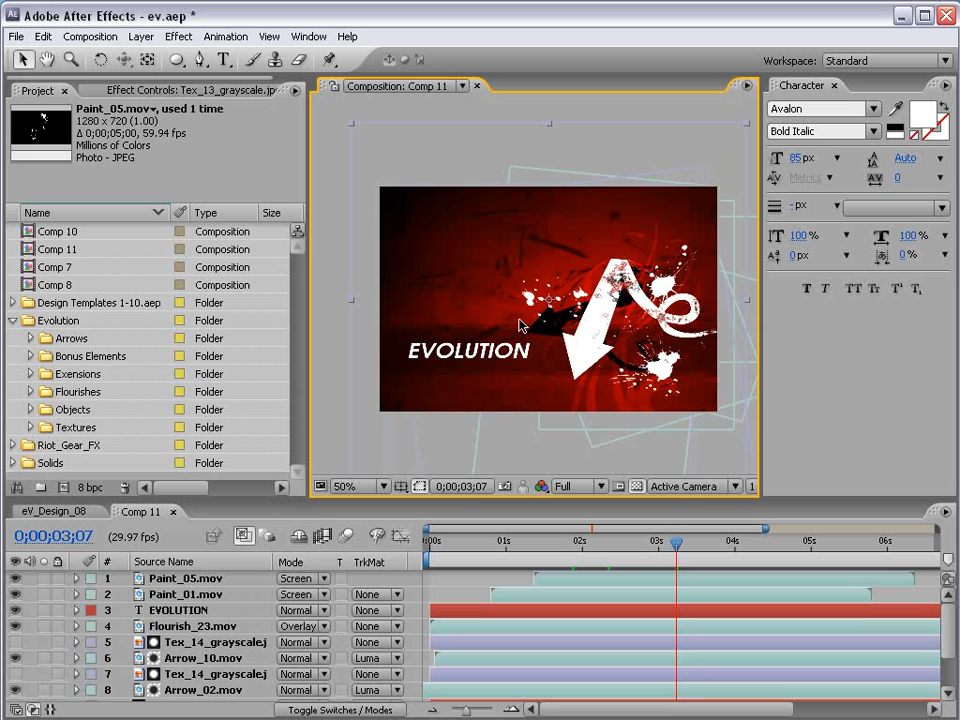 Adobe After Effects - ev.aep *
File Edit Composition Layer Effect Animation View Window Help
Workspace: Standard
Project × Effect Controls: Tex_13_grayscale.jp
Composition: Comp 11 ×
Character ×
Paint_05.mov▾, used 1 time
1280 x 720 (1.00)
Δ 0;00;05;00, 59.94 fps
Millions of Colors
Photo - JPEG
Avalon
Bold Italic
85 px Auto
Metrics 0
- px
100 % 100 %
0 px 0 %
T T TT TT T¹ T₁
Name Type Size
Comp 10 Composition
Comp 11 Composition
Comp 7 Composition
Comp 8 Composition
Design Templates 1-10.aep Folder
Evolution Folder
Arrows Folder
Bonus Elements Folder
Exensions Folder
Flourishes Folder
Objects Folder
Textures Folder
Riot_Gear_FX Folder
Solids Folder
8 bpc
EVOLUTION
50% 0;00;03;07 Full Active Camera 1
eV_Design_08 Comp 11 ×
0;00;03;07 (29.97 fps)
:00s 01s 02s 03s 04s 05s 06s
# Source Name Mode T TrkMat
1 Paint_05.mov Screen
2 Paint_01.mov Screen None
3 T EVOLUTION Normal None
4 Flourish_23.mov Overlay None
5 Tex_14_grayscale.j Normal None
6 Arrow_10.mov Normal Luma
7 Tex_14_grayscale.j Normal None
8 Arrow_02.mov Normal Luma
Toggle Switches / Modes